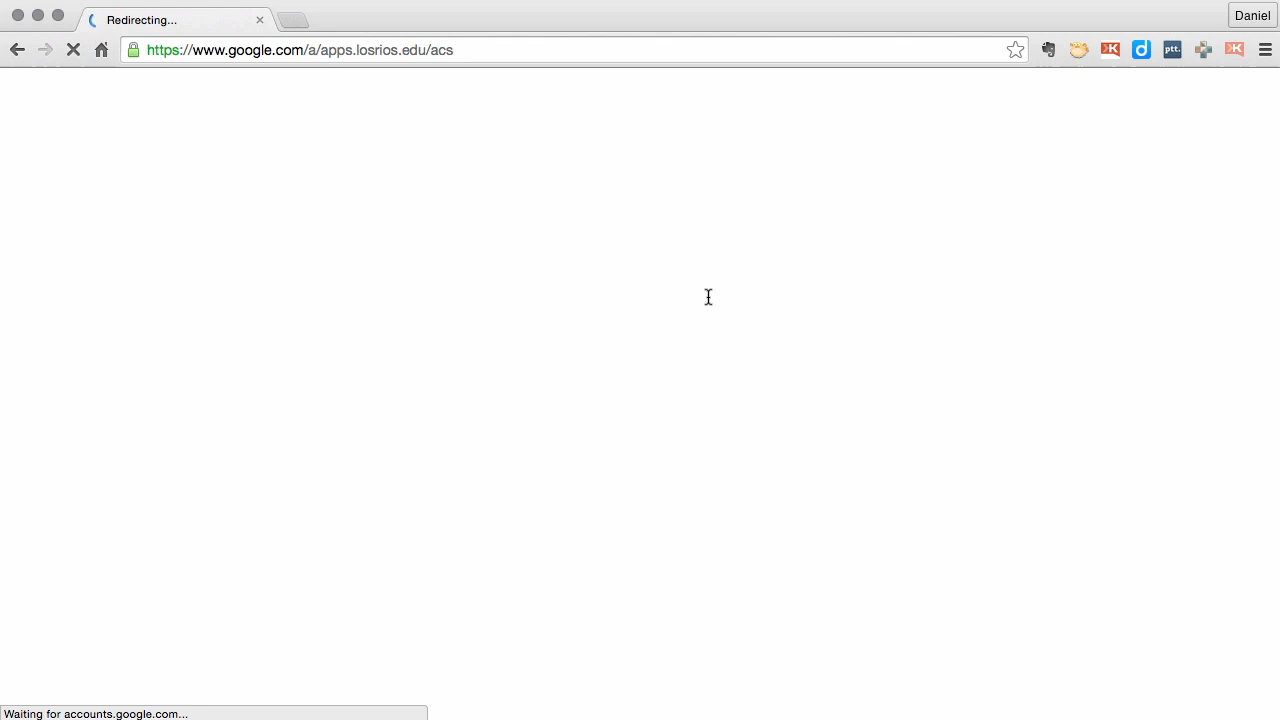 Redirecting...
Daniel
https://www.google.com/a/apps.losrios.edu/acs
d
ptt.
K
K
Waiting for accounts.google.com...